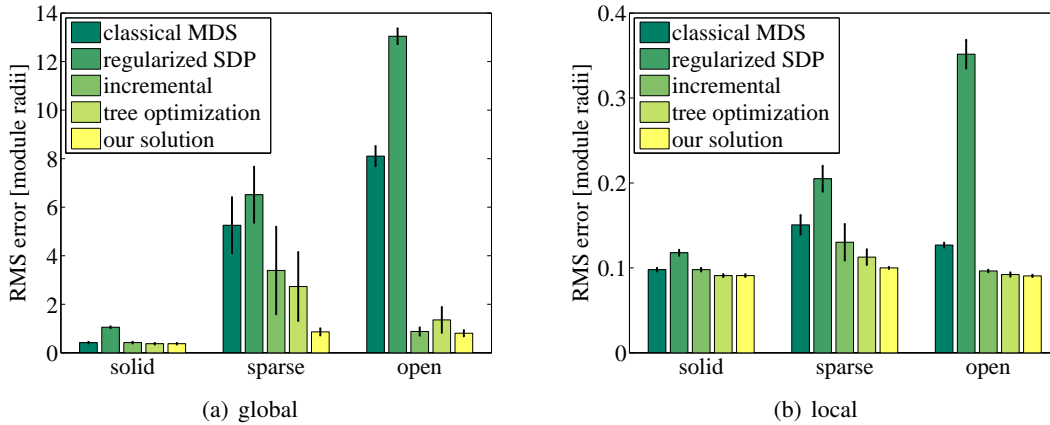 RMS error [module radii]
14
12
10
8
6
4
2
0
classical MDS
regularized SDP
incremental
tree optimization
our solution
solid sparse open
(a) global
RMS error [module radii]
0.4
0.3
0.2
0.1
0
classical MDS
regularized SDP
incremental
tree optimization
our solution
solid sparse open
(b) local